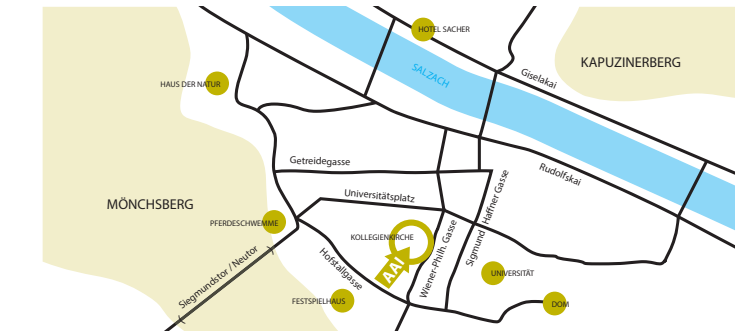 HOTEL SACHER
KAPUZINERBERG
SALZACH
Giselakai
HAUS DER NATUR
Getreidegasse
Rudolfskai
Universitätsplatz
MÖNCHSBERG
Haffner Gasse
Sigmund
PFERDESCHWEMME
KOLLEGIENKIRCHE
Wiener-Philh. Gasse
Hofstallgasse
AAI
Siegmundstor / Neutor
UNIVERSITÄT
FESTSPIELHAUS
DOM